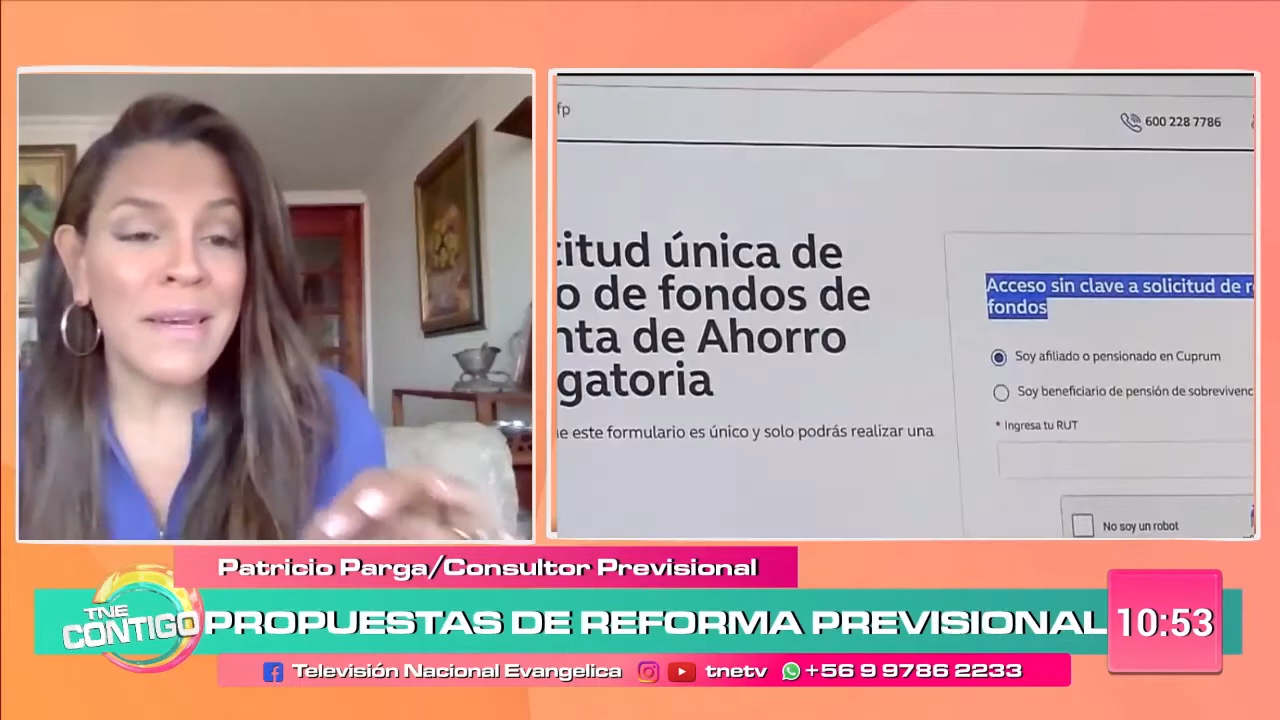 fp
600 228 7786
citud única de
o de fondos de
nta de Ahorro
gatoria
e este formulario es único y solo podrás realizar una
Acceso sin clave a solicitud de r
fondos
Soy afiliado o pensionado en Cuprum
Soy beneficiario de pensión de sobrevivenc
* Ingresa tu RUT
No soy un robot
Patricio Parga/Consultor Previsional
TNE
CONTIGO
PROPUESTAS DE REFORMA PREVISIONAL
10:53
Televisión Nacional Evangelica
tnetv
+56 9 9786 2233